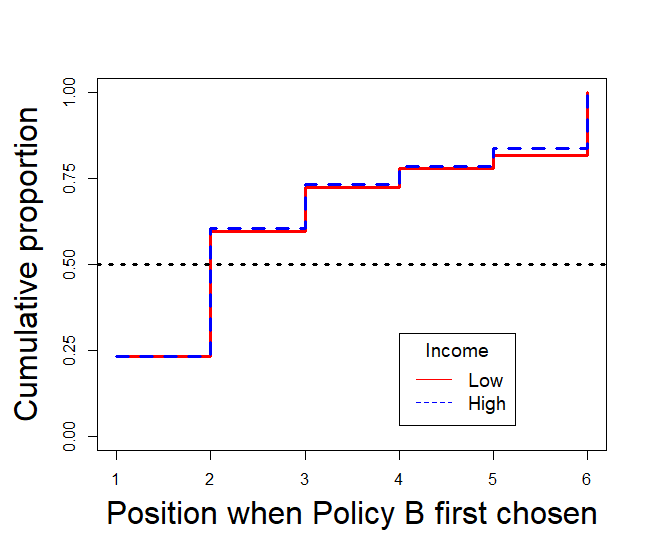 Cumulative proportion
1.00
0.75
0.50
0.25
0.00
Income
Low
High
1 2 3 4 5 6
Position when Policy B first chosen